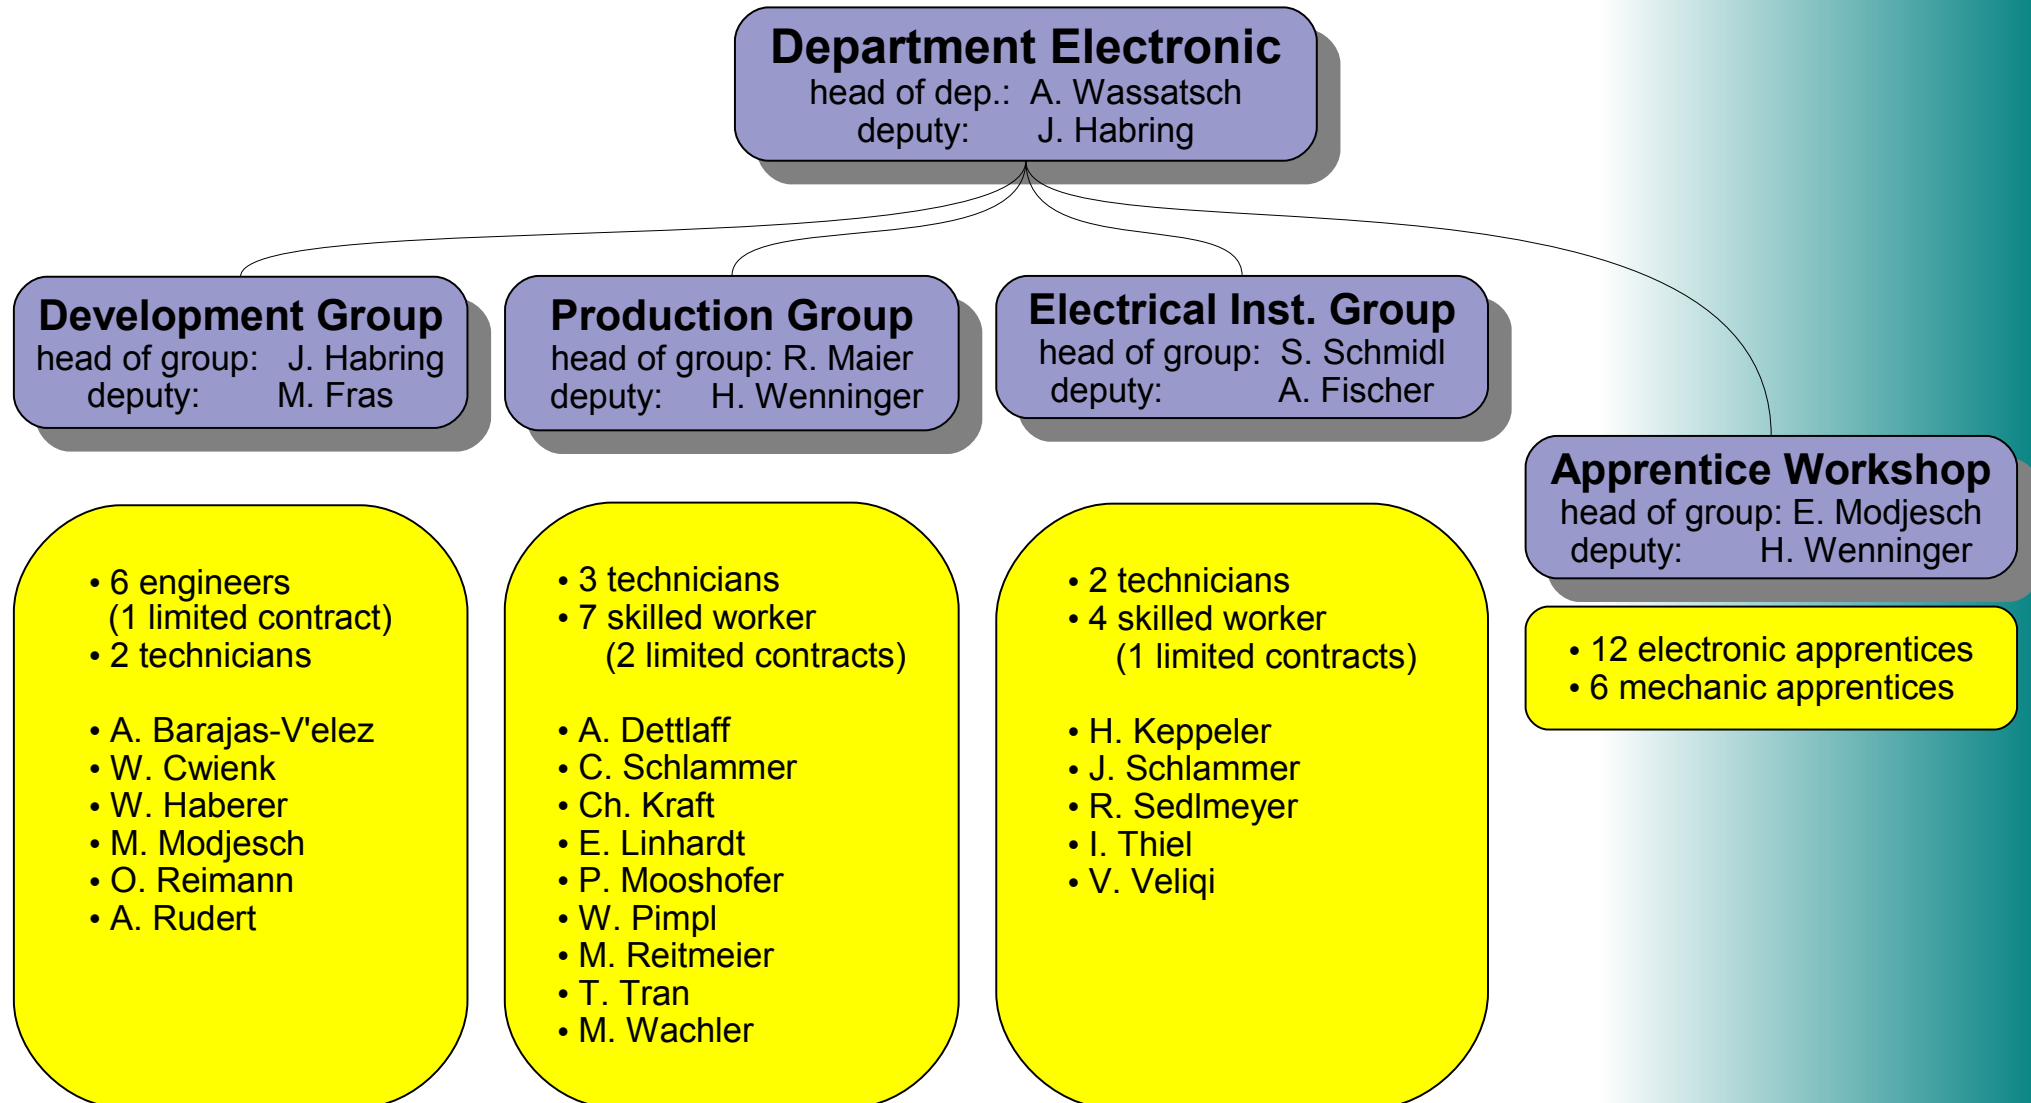 Department Electronic
head of dep.: A. Wassatsch
deputy: J. Habring
Development Group
head of group: J. Habring
deputy: M. Fras
Production Group
head of group: R. Maier
deputy: H. Wenninger
Electrical Inst. Group
head of group: S. Schmidl
deputy: A. Fischer
Apprentice Workshop
head of group: E. Modjesch
deputy: H. Wenninger
• 6 engineers
(1 limited contract)
• 2 technicians
• A. Barajas-V'elez
• W. Cwienk
• W. Haberer
• M. Modjesch
• O. Reimann
• A. Rudert
• 3 technicians
• 7 skilled worker
(2 limited contracts)
• A. Dettlaff
• C. Schlammer
• Ch. Kraft
• E. Linhardt
• P. Mooshofer
• W. Pimpl
• M. Reitmeier
• T. Tran
• M. Wachler
• 2 technicians
• 4 skilled worker
(1 limited contracts)
• H. Keppeler
• J. Schlammer
• R. Sedlmeyer
• I. Thiel
• V. Veliqi
• 12 electronic apprentices
• 6 mechanic apprentices